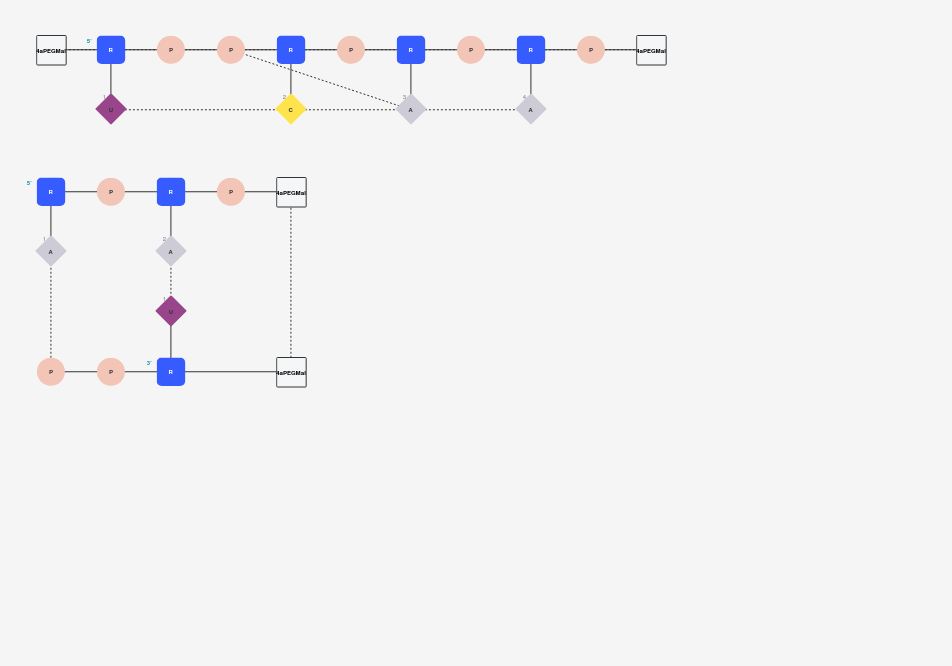 4aPEGMal 5' R P P R P R P R P 4aPEGMal
1 U 2 C 3 A 4 A
5' R P R P 4aPEGMal
1 A 2 A
1 U
P P 3' R 4aPEGMal